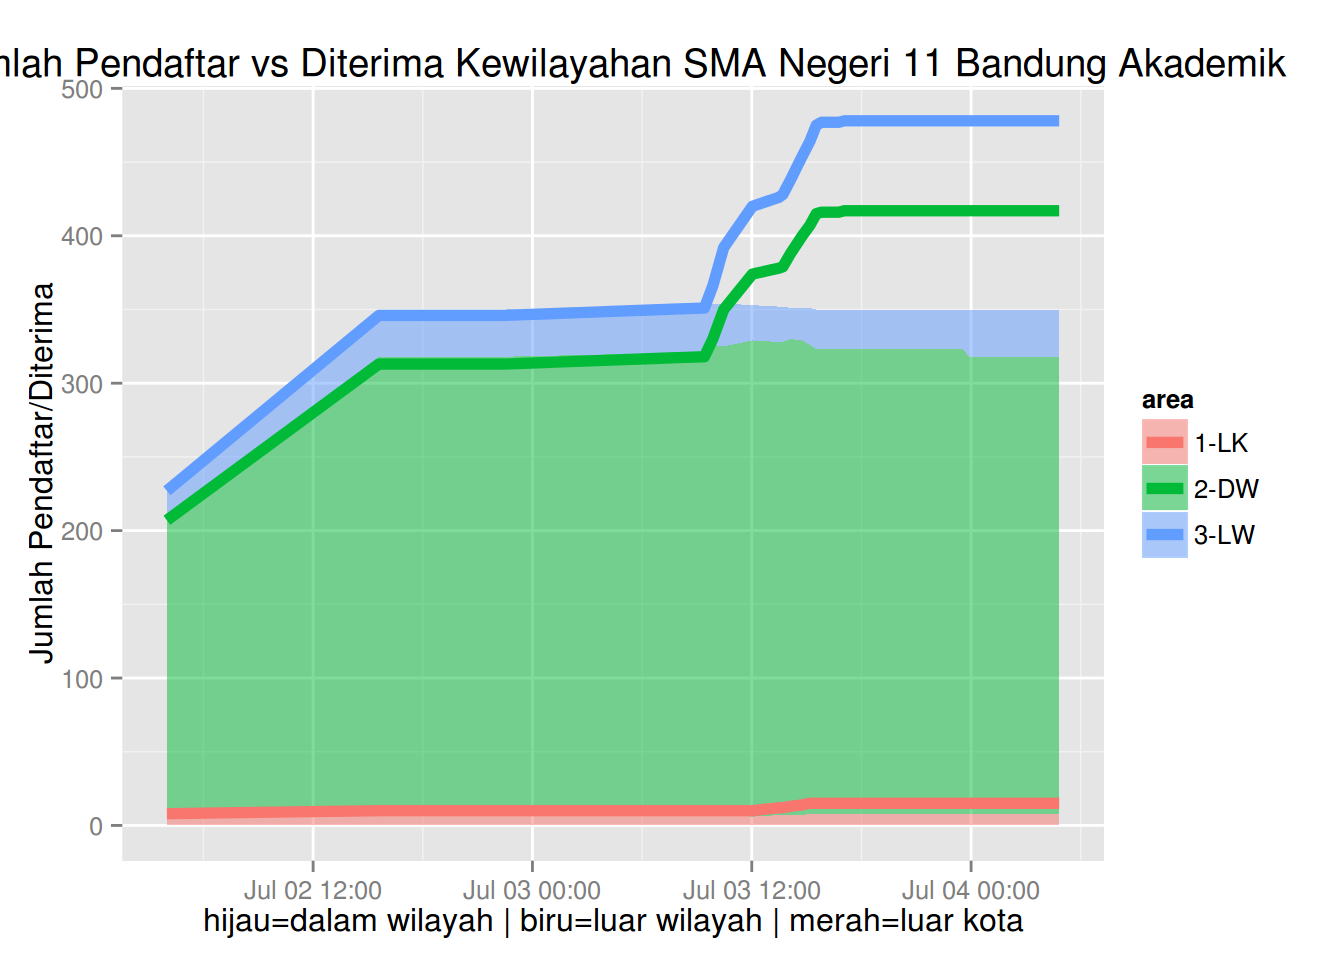 mlah Pendaftar vs Diterima Kewilayahan SMA Negeri 11 Bandung Akademik
Jumlah Pendaftar/Diterima
500
400
300
200
100
0
Jul 02 12:00
Jul 03 00:00
Jul 03 12:00
Jul 04 00:00
hijau=dalam wilayah | biru=luar wilayah | merah=luar kota
area
1-LK
2-DW
3-LW